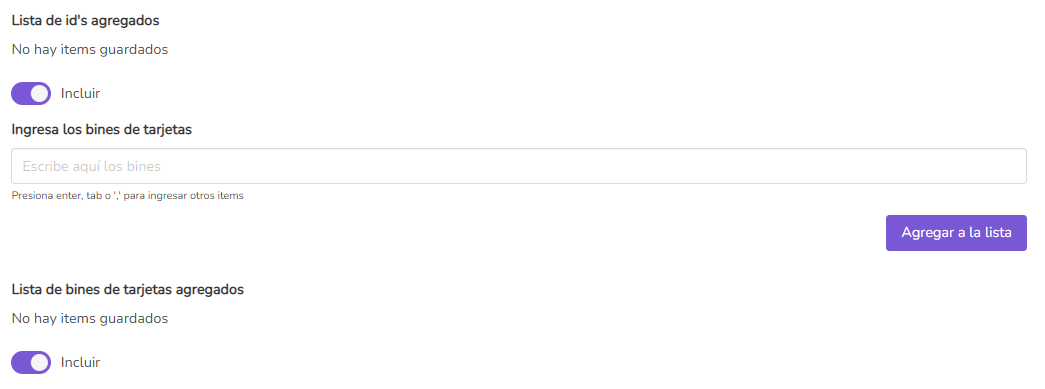 Lista de id's agregados
No hay items guardados
Incluir
Ingresa los bines de tarjetas
Escribe aquí los bines
Presiona enter, tab o ',' para ingresar otros items
Agregar a la lista
Lista de bines de tarjetas agregados
No hay items guardados
Incluir